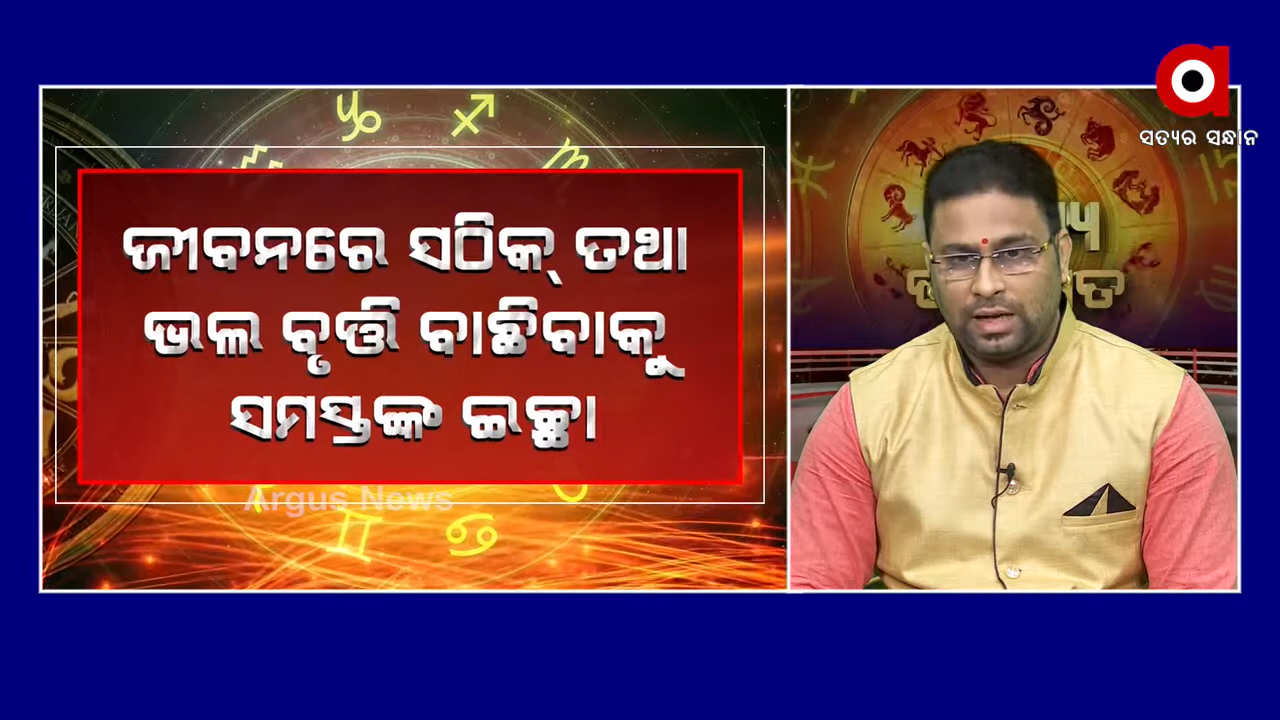 ଜୀବନରେ ସଠିକ୍ ତଥା
ଭଲ ବୃତ୍ତି ବାଛିବାକୁ
ସମସ୍ତଙ୍କ ଇଚ୍ଛା
Argus News
ସତ୍ୟର ସନ୍ଧାନ